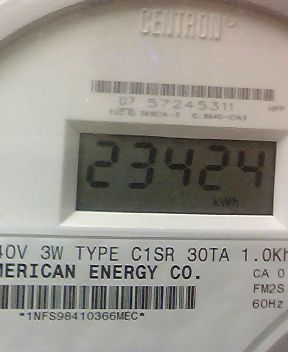 CENTRON
07 57245311
23424
kWh
40V 3W TYPE C1SR 30TA 1.0Kh
MERICAN ENERGY CO.
CA 0
FM2S
60Hz
*1NFS98410366MEC*